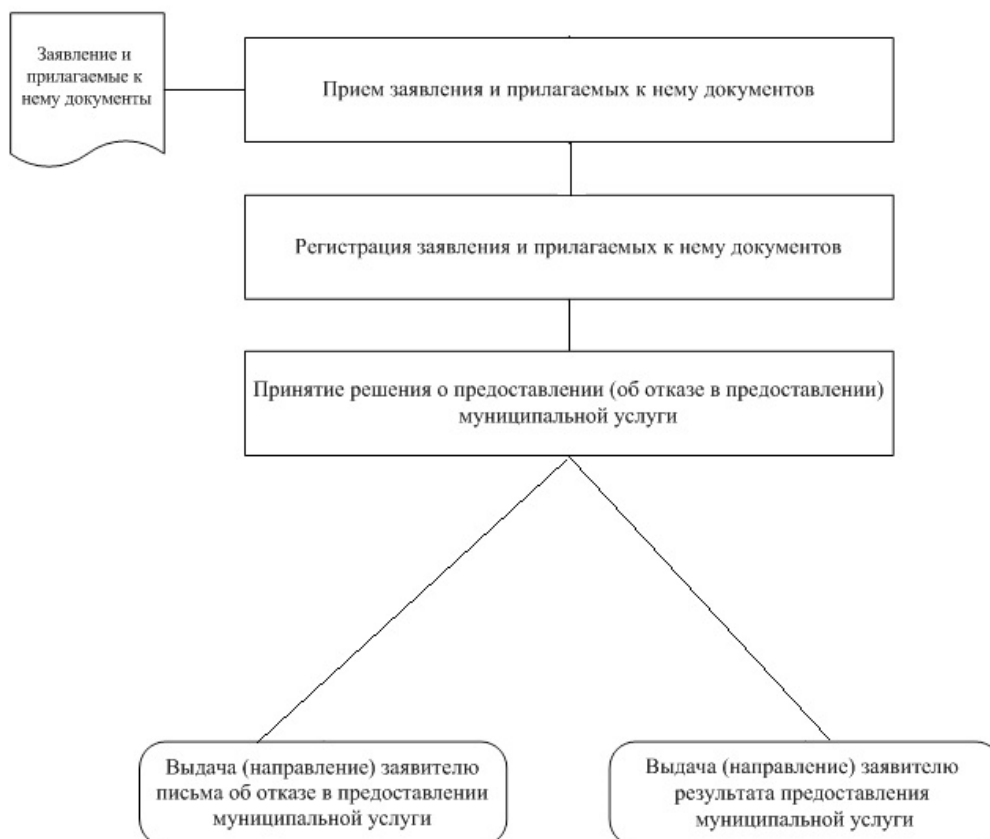 Заявление и
прилагаемые к
нему документы
Прием заявления и прилагаемых к нему документов
Регистрация заявления и прилагаемых к нему документов
Принятие решения о предоставлении (об отказе в предоставлении)
муниципальной услуги
Выдача (направление) заявителю
письма об отказе в предоставлении
муниципальной услуги
Выдача (направление) заявителю
результата предоставления
муниципальной услуги